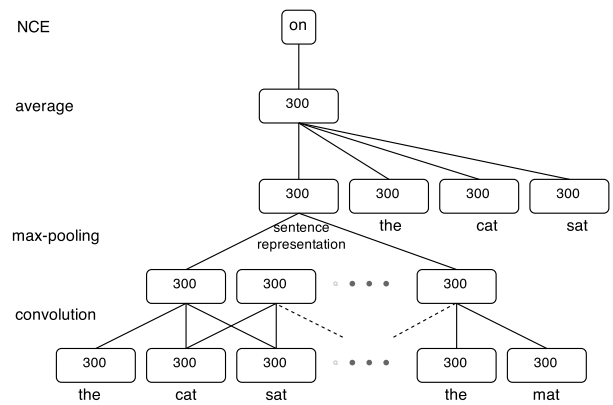 NCE
on
average
300
300 300 300 300
the cat sat
sentence
representation
max-pooling
300 300 300
convolution
300 300 300 300 300
the cat sat the mat